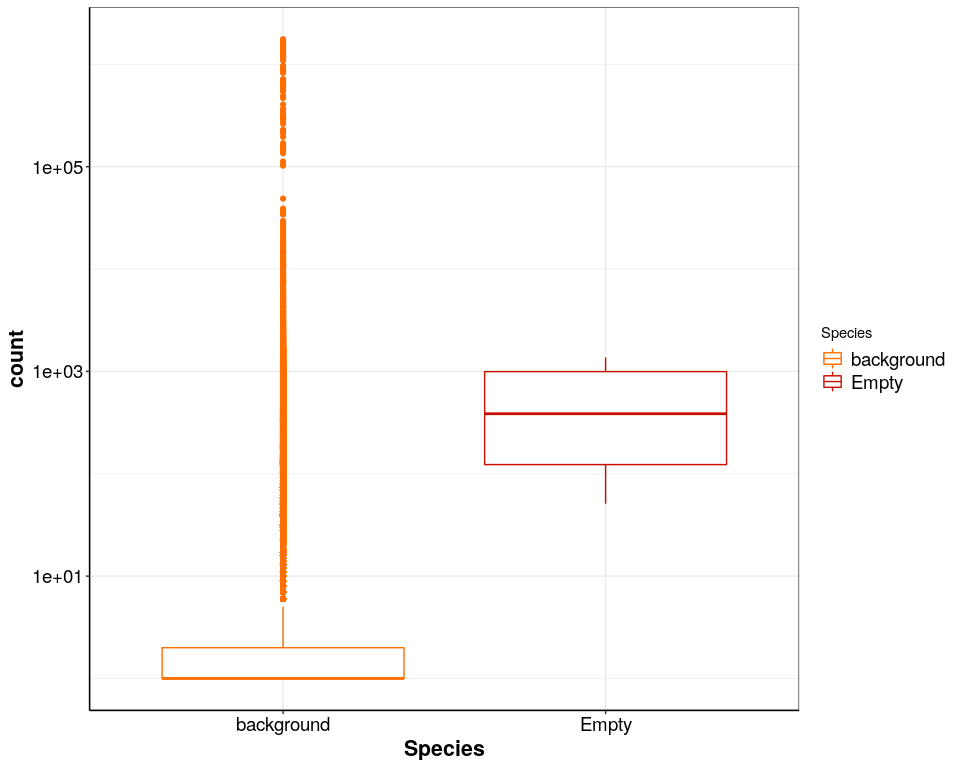 count
1e+05
1e+03
1e+01
background
Empty
Species
Species
background
Empty